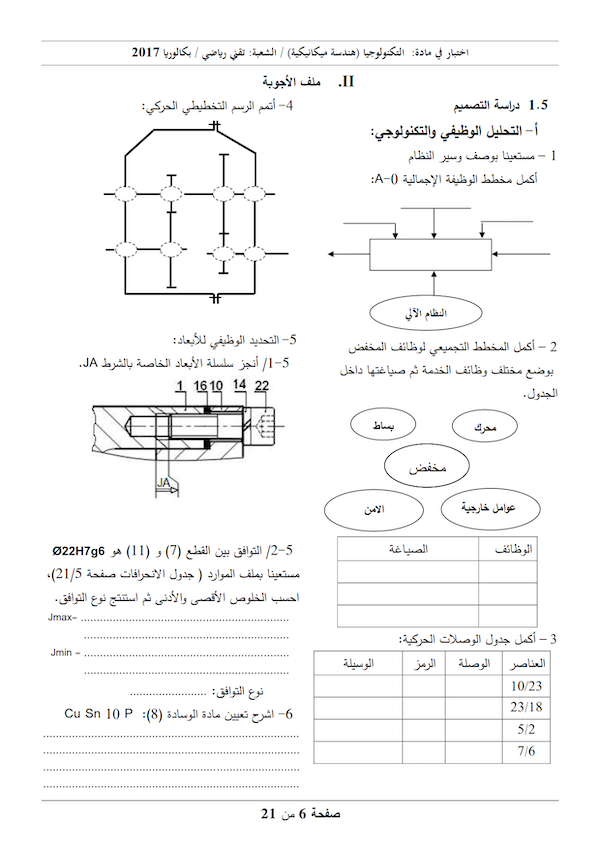 اختبار في مادة: التكنولوجيا (هندسة ميكانيكية) / الشعبة: تقني رياضي / بكالوريا 2017
II. ملف الأجوبة
1.5 دراسة التصميم
أ- التحليل الوظيفي والتكنولوجي:
1 - مستعينا بوصف وسير النظام
أكمل مخطط الوظيفة الإجمالية A-0:
النظام الآلي
2 - أكمل المخطط التجميعي لوظائف المخفض
بوضع مختلف وظائف الخدمة ثم صياغتها داخل
الجدول.
محرك
بساط
مخفض
عوامل خارجية
الامن
الوظائف الصياغة
3 - أكمل جدول الوصلات الحركية:
العناصر الوصلة الرمز الوسيلة
10/23
23/18
5/2
7/6
4- أتمم الرسم التخطيطي الحركي:
5- التحديد الوظيفي للأبعاد:
5-1/ أنجز سلسلة الأبعاد الخاصة بالشرط JA.
1 16 10 14 22
JA
5-2/ التوافق بين القطع (7) و (11) هو Ø22H7g6
مستعينا بملف الموارد ( جدول الانحرافات صفحة 21/5)،
احسب الخلوص الأقصى والأدنى ثم استنتج نوع التوافق.
Jmax= ....................................................
....................................................
Jmin = ....................................................
....................................................
نوع التوافق: ........................
6- اشرح تعيين مادة الوسادة (8): Cu Sn 10 P
................................................................
................................................................
................................................................
................................................................
صفحة 6 من 21